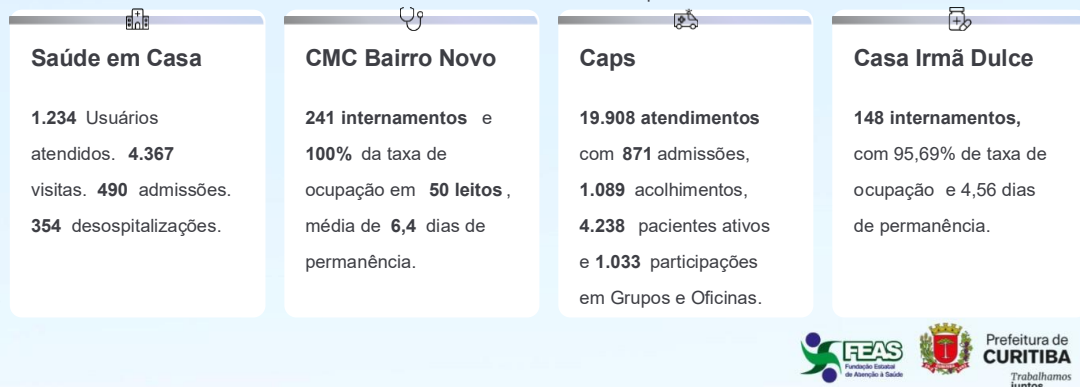 Saúde em Casa
1.234 Usuários
atendidos. 4.367
visitas. 490 admissões.
354 desospitalizações.
CMC Bairro Novo
241 internamentos e
100% da taxa de
ocupação em 50 leitos ,
média de 6,4 dias de
permanência.
Caps
19.908 atendimentos
com 871 admissões,
1.089 acolhimentos,
4.238 pacientes ativos
e 1.033 participações
em Grupos e Oficinas.
Casa Irmã Dulce
148 internamentos,
com 95,69% de taxa de
ocupação e 4,56 dias
de permanência.
FEAS
Fundação Estatal
de Atenção à Saúde
Prefeitura de
CURITIBA
Trabalhamos
juntos